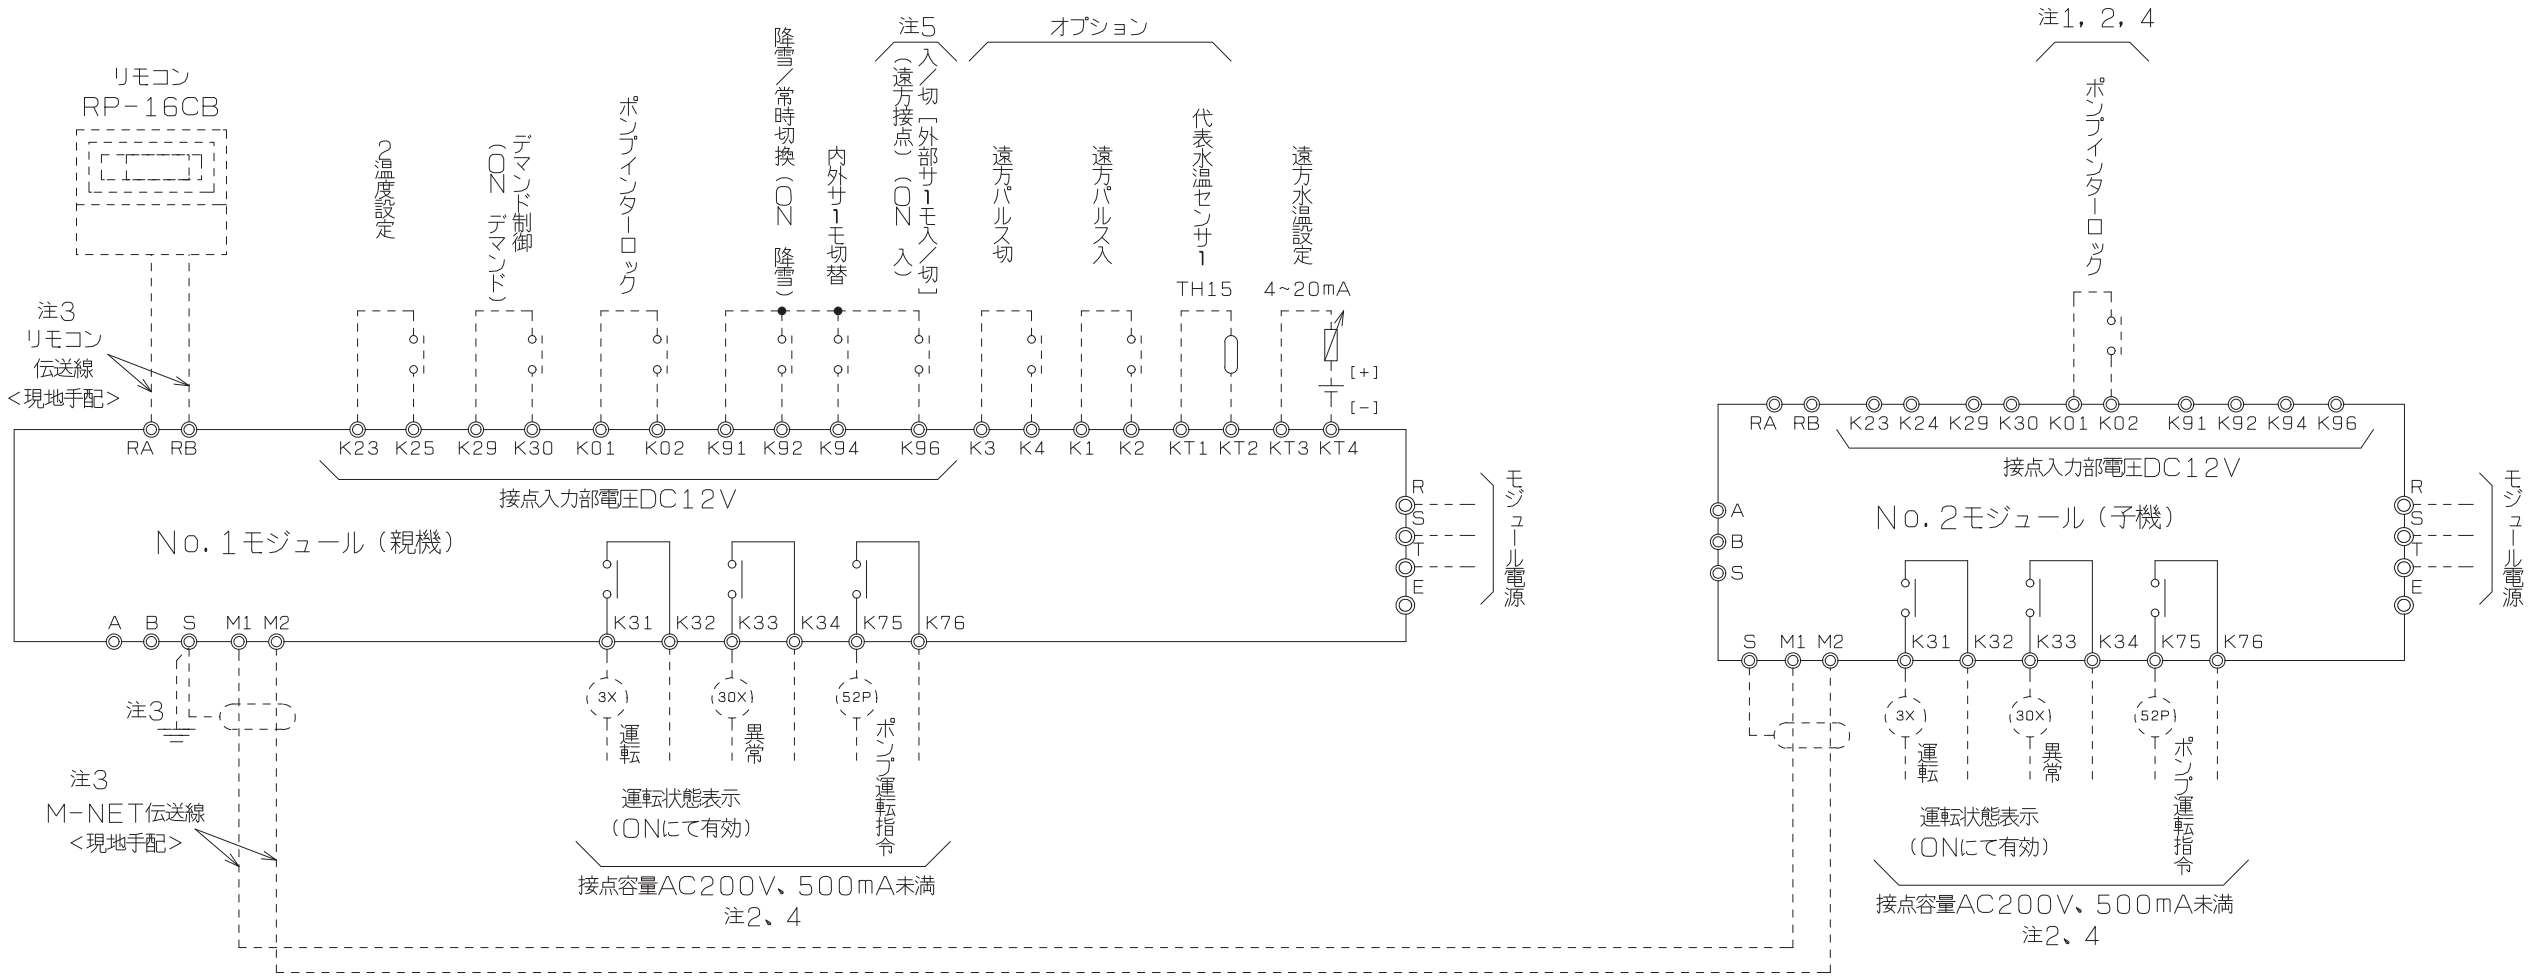 リモコン
RP-16CB
注3
リモコン
伝送線
<現地手配>
2温度設定
デマンド制御
(ON デマンド)
ポンプインターロック
降雪/常時切換(ON 降雪)
内外サーモ切替
注5
入/切[外部サーモ入/切]
(遠方接点)(ON 入)
オプション
遠方パルス切
遠方パルス入
代表水温センサー
TH15
遠方水温設定
4~20mA
[+]
[-]
RA RB K23 K25 K29 K30 K01 K02 K91 K92 K94 K96 K3 K4 K1 K2 KT1 KT2 KT3 KT4
接点入力部電圧DC12V
No.1モジュール(親機)
R
S
T
E
モジュール電源
A B S M1 M2 K31 K32 K33 K34 K75 K76
3X 30X 52P
運転
異常
ポンプ運転指令
注3
注3
M-NET伝送線
<現地手配>
運転状態表示
(ONにて有効)
接点容量AC200V、500mA未満
注2、4
注1,2,4
ポンプインターロック
RA RB K23 K24 K29 K30 K01 K02 K91 K92 K94 K96
接点入力部電圧DC12V
A
B
S
No.2モジュール(子機)
R
S
T
E
モジュール電源
S M1 M2 K31 K32 K33 K34 K75 K76
3X 30X 52P
運転
異常
ポンプ運転指令
運転状態表示
(ONにて有効)
接点容量AC200V、500mA未満
注2、4